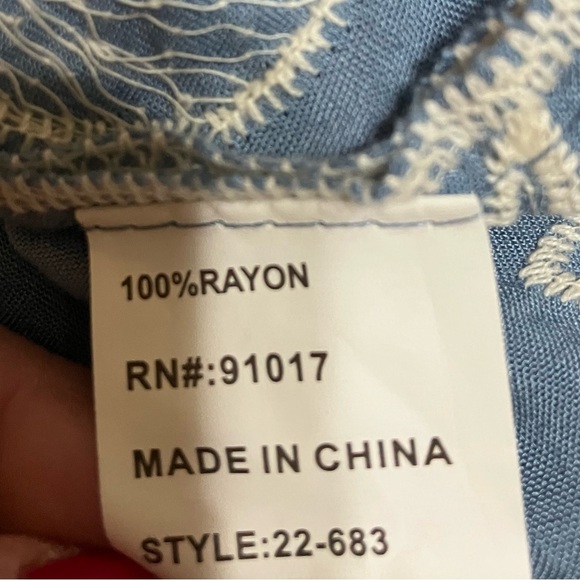 100%RAYON
RN#:91017
MADE IN CHINA
STYLE:22-683